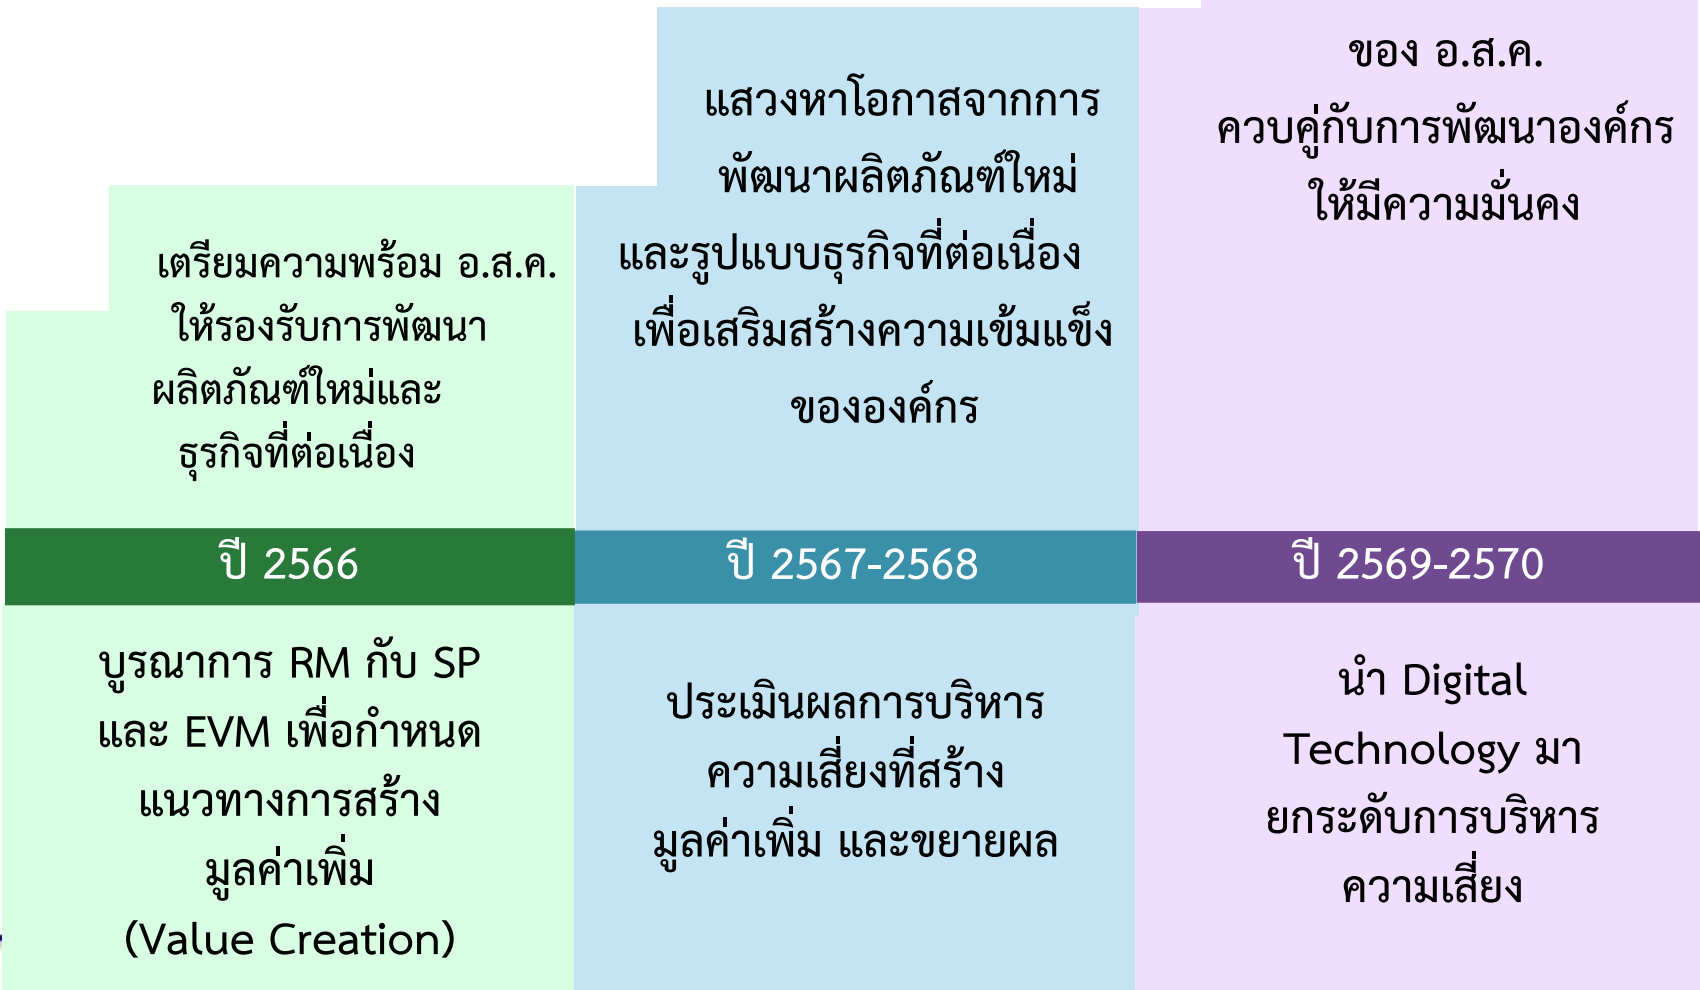 เตรียมความพร้อม อ.ส.ค.
ให้รองรับการพัฒนา
ผลิตภัณฑ์ใหม่และ
ธุรกิจที่ต่อเนื่อง
แสวงหาโอกาสจากการ
พัฒนาผลิตภัณฑ์ใหม่
และรูปแบบธุรกิจที่ต่อเนื่อง
เพื่อเสริมสร้างความเข้มแข็ง
ขององค์กร
ของ อ.ส.ค.
ควบคู่กับการพัฒนาองค์กร
ให้มีความมั่นคง
ปี 2566
ปี 2567-2568
ปี 2569-2570
บูรณาการ RM กับ SP
และ EVM เพื่อกำหนด
แนวทางการสร้าง
มูลค่าเพิ่ม
(Value Creation)
ประเมินผลการบริหาร
ความเสี่ยงที่สร้าง
มูลค่าเพิ่ม และขยายผล
นำ Digital
Technology มา
ยกระดับการบริหาร
ความเสี่ยง